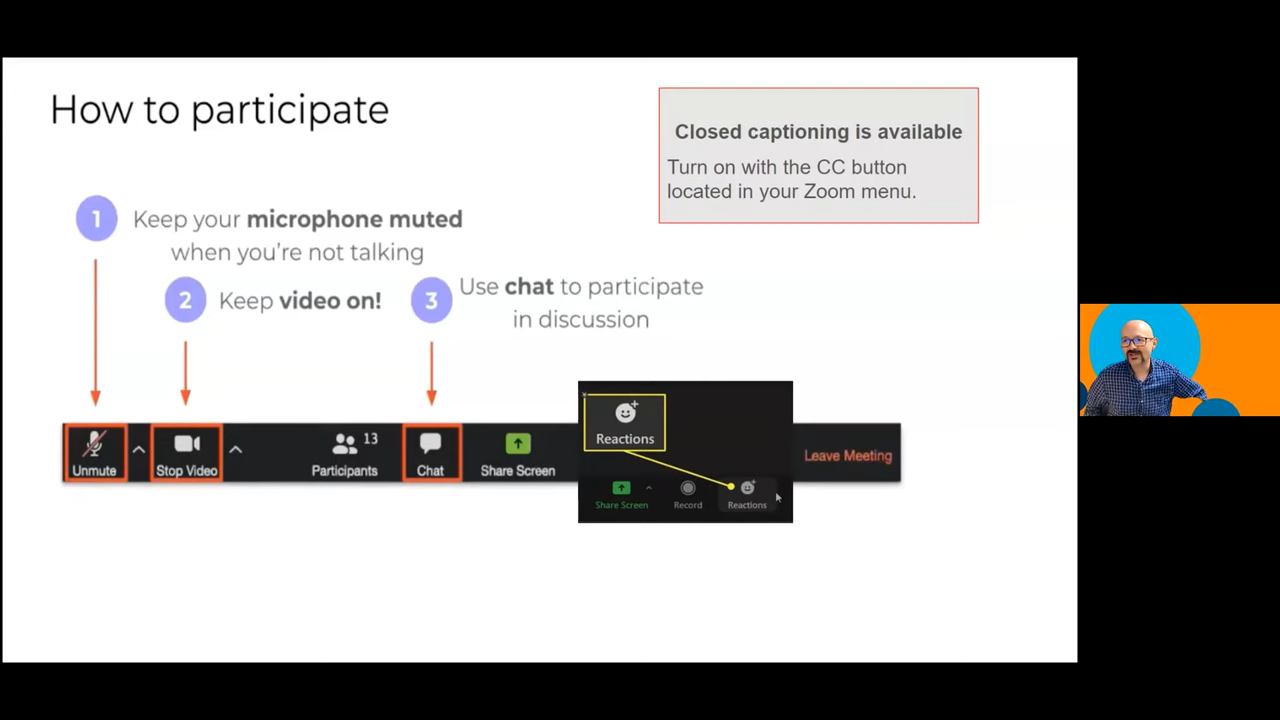 How to participate
Closed captioning is available
Turn on with the CC button
located in your Zoom menu.
1
Keep your microphone muted
when you're not talking
2
Keep video on!
3
Use chat to participate
in discussion
Unmute
Stop Video
13
Participants
Chat
Share Screen
Reactions
Share Screen
Record
Reactions
Leave Meeting